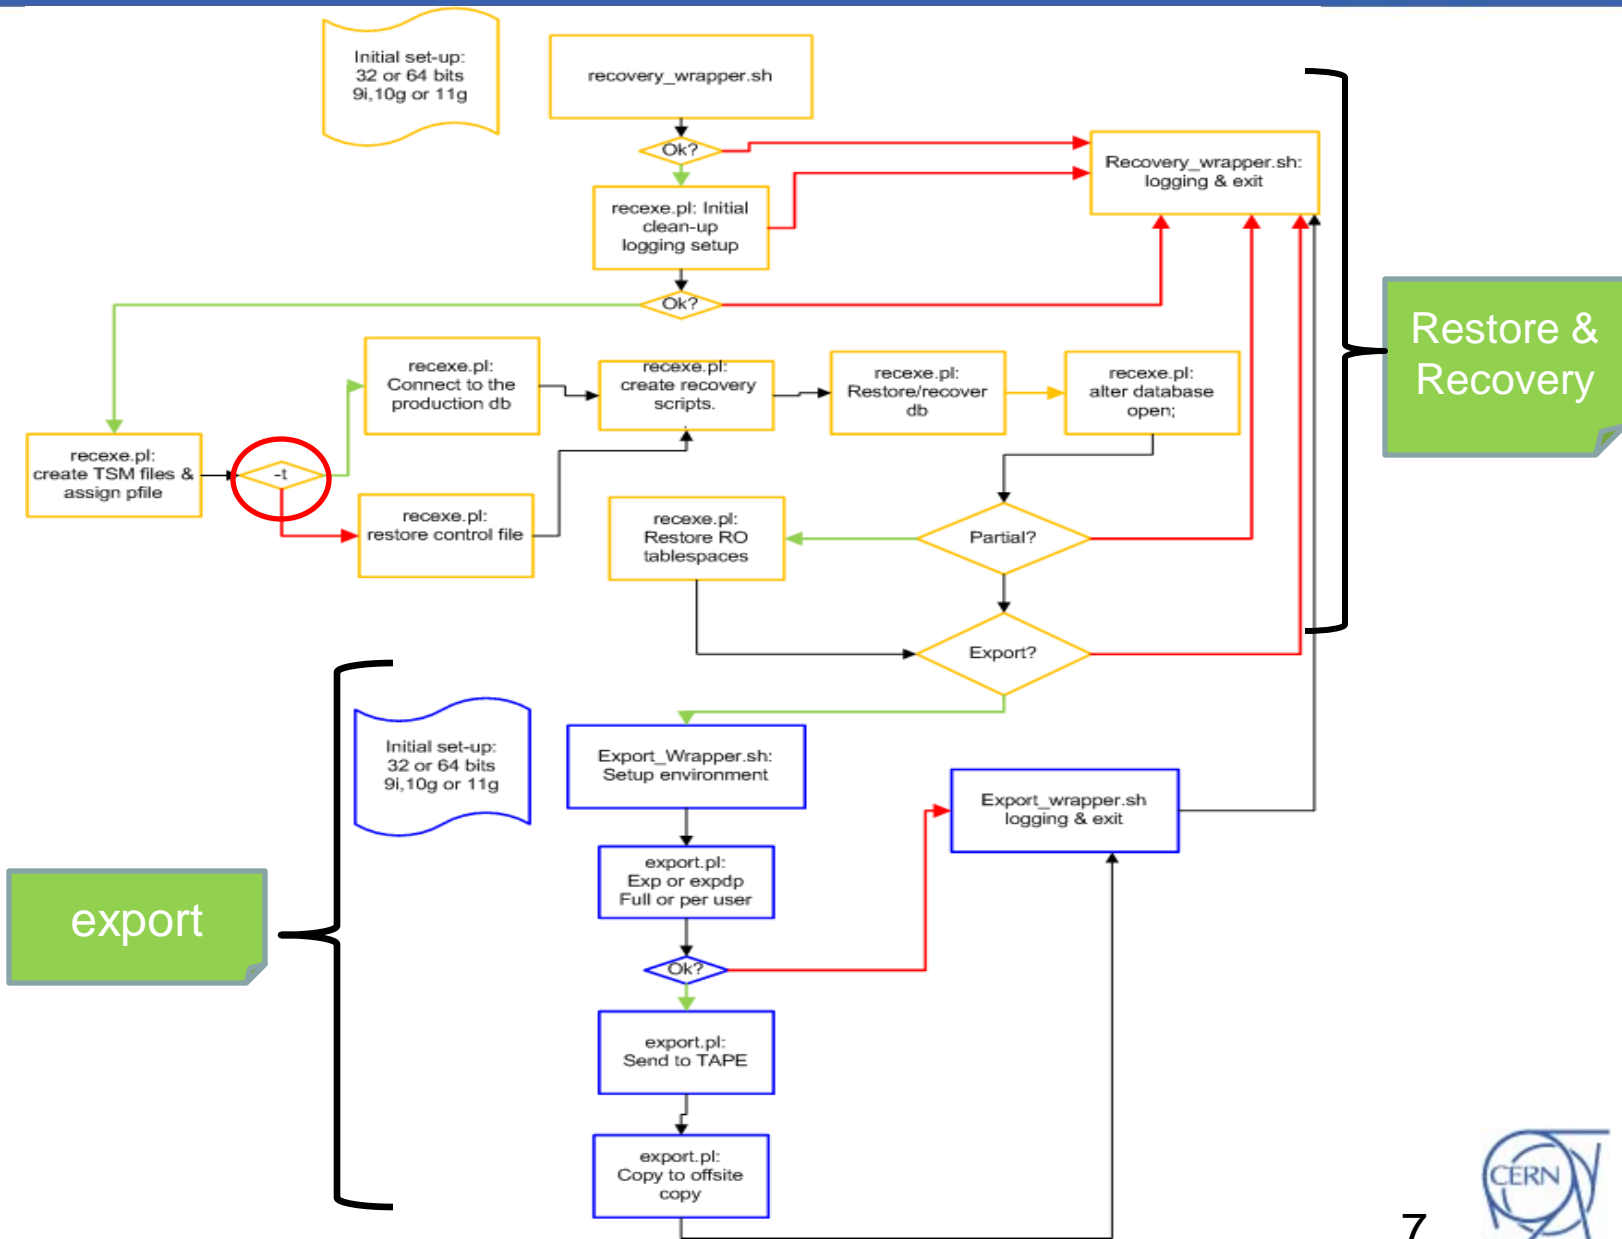 Initial set-up:
32 or 64 bits
9i,10g or 11g
recovery_wrapper.sh
Ok?
Recovery_wrapper.sh:
logging & exit
recexe.pl: Initial
clean-up
logging setup
Ok?
Restore &
Recovery
recexe.pl:
Connect to the
production db
recexe.pl:
create recovery
scripts.
.
recexe.pl:
Restore/recover
db
recexe.pl:
alter database
open;
recexe.pl:
create TSM files &
assign pfile
-t
recexe.pl:
restore control file
recexe.pl:
Restore RO
tablespaces
Partial?
Export?
Initial set-up:
32 or 64 bits
9i,10g or 11g
Export_Wrapper.sh:
Setup environment
Export_wrapper.sh
logging & exit
export.pl:
Exp or expdp
Full or per user
export
Ok?
export.pl:
Send to TAPE
export.pl:
Copy to offsite
copy
CERN
7